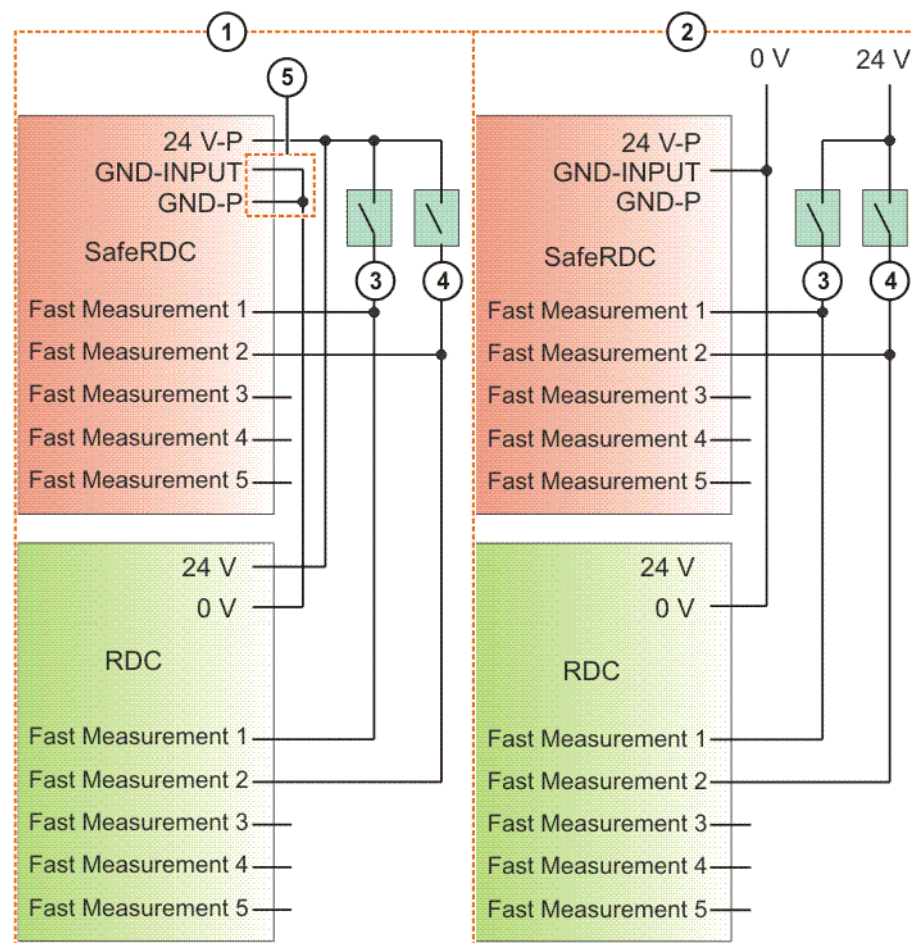 1
2
0 V
24 V
5
24 V-P
GND-INPUT
GND-P
SafeRDC
3
4
Fast Measurement 1
Fast Measurement 2
Fast Measurement 3
Fast Measurement 4
Fast Measurement 5
24 V
0 V
RDC
Fast Measurement 1
Fast Measurement 2
Fast Measurement 3
Fast Measurement 4
Fast Measurement 5
24 V-P
GND-INPUT
GND-P
SafeRDC
3
4
Fast Measurement 1
Fast Measurement 2
Fast Measurement 3
Fast Measurement 4
Fast Measurement 5
24 V
0 V
RDC
Fast Measurement 1
Fast Measurement 2
Fast Measurement 3
Fast Measurement 4
Fast Measurement 5